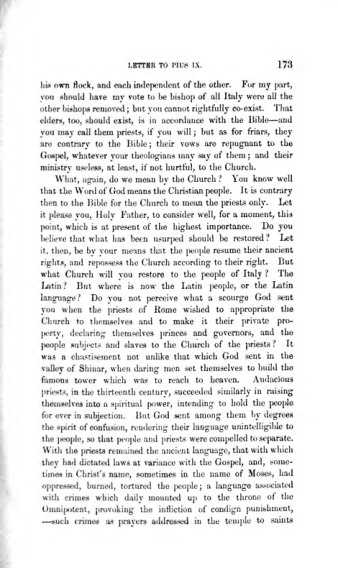 LETTER TO PIUS IX. 173
his own flock, and each independent of the other. For my part,
you should have my vote to be bishop of all Italy were all the
other bishops removed; but you cannot rightfully co-exist. That
elders, too, should exist, is in accordance with the Bible—and
you may call them priests, if you will; but as for friars, they
are contrary to the Bible; their vows are repugnant to the
Gospel, whatever your theologians may say of them; and their
ministry useless, at least, if not hurtful, to the Church.
What, again, do we mean by the Church? You know well
that the Word of God means the Christian people. It is contrary
then to the Bible for the Church to mean the priests only. Let
it please you, Holy Father, to consider well, for a moment, this
point, which is at present of the highest importance. Do you
believe that what has been usurped should be restored? Let
it, then, be by your means that the people resume their ancient
rights, and repossess the Church according to their right. But
what Church will you restore to the people of Italy? The
Latin? But where is now the Latin people, or the Latin
language? Do you not perceive what a scourge God sent
you when the priests of Rome wished to appropriate the
Church to themselves and to make it their private pro-
perty, declaring themselves princes and governors, and the
people subjects and slaves to the Church of the priests? It
was a chastisement not unlike that which God sent in the
valley of Shinar, when daring men set themselves to build the
famous tower which was to reach to heaven. Audacious
priests, in the thirteenth century, succeeded similarly in raising
themselves into a spiritual power, intending to hold the people
for ever in subjection. But God sent among them by degrees
the spirit of confusion, rendering their language unintelligible to
the people, so that people and priests were compelled to separate.
With the priests remained the ancient language, that with which
they had dictated laws at variance with the Gospel, and, some-
times in Christ's name, sometimes in the name of Moses, had
oppressed, burned, tortured the people; a language associated
with crimes which daily mounted up to the throne of the
Omnipotent, provoking the infliction of condign punishment,
—such crimes as prayers addressed in the temple to saints